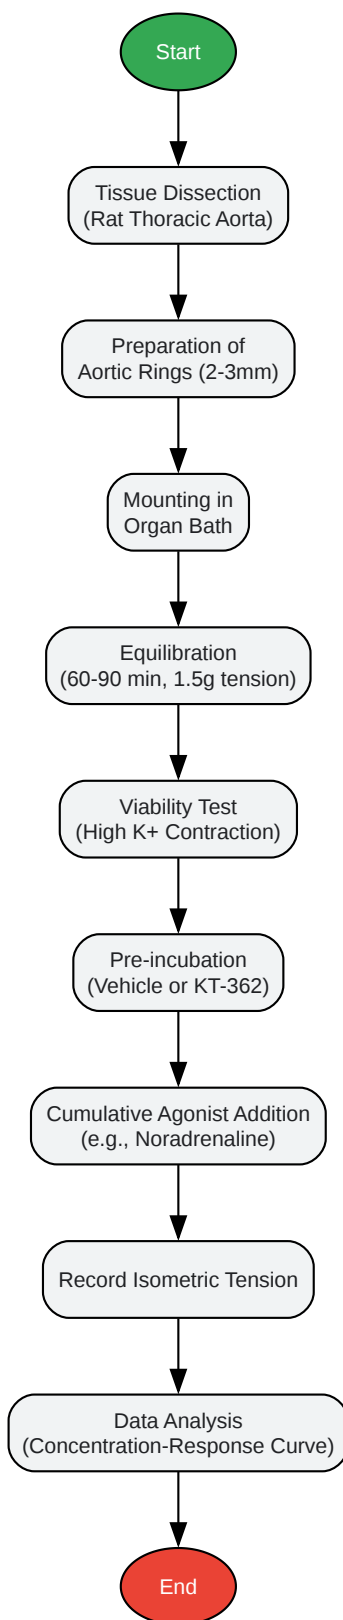 Start
Tissue Dissection
(Rat Thoracic Aorta)
Preparation of
Aortic Rings (2-3mm)
Mounting in
Organ Bath
Equilibration
(60-90 min, 1.5g tension)
Viability Test
(High K+ Contraction)
Pre-incubation
(Vehicle or KT-362)
Cumulative Agonist Addition
(e.g., Noradrenaline)
Record Isometric Tension
Data Analysis
(Concentration-Response Curve)
End